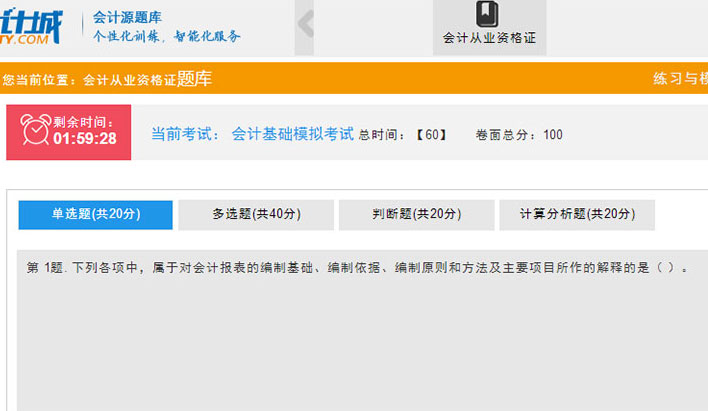 计城
TY.COM
会计源题库
个性化训练，智能化服务
会计从业资格证
您当前位置：会计从业资格证题库
练习与模
剩余时间：
01:59:28
当前考试： 会计基础模拟考试 总时间：【60】 卷面总分：100
单选题(共20分) 多选题(共40分) 判断题(共20分) 计算分析题(共20分)
第 1题. 下列各项中，属于对会计报表的编制基础、编制依据、编制原则和方法及主要项目所作的解释的是（ ）。